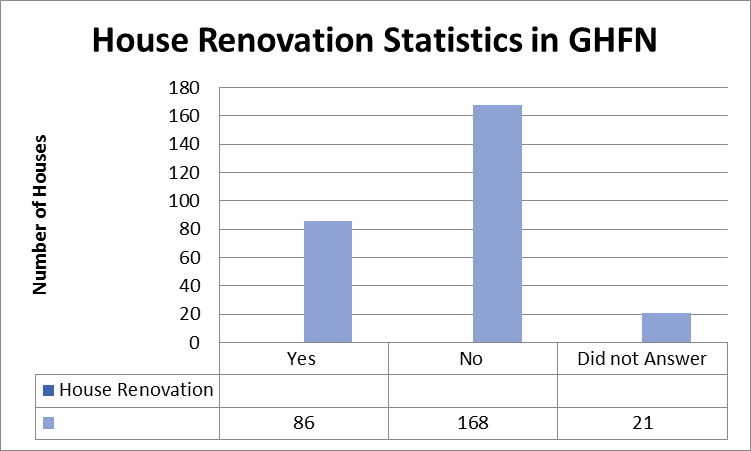 House Renovation Statistics in GHFN
Number of Houses
180
160
140
120
100
80
60
40
20
0
Yes No Did not Answer
House Renovation
86 168 21